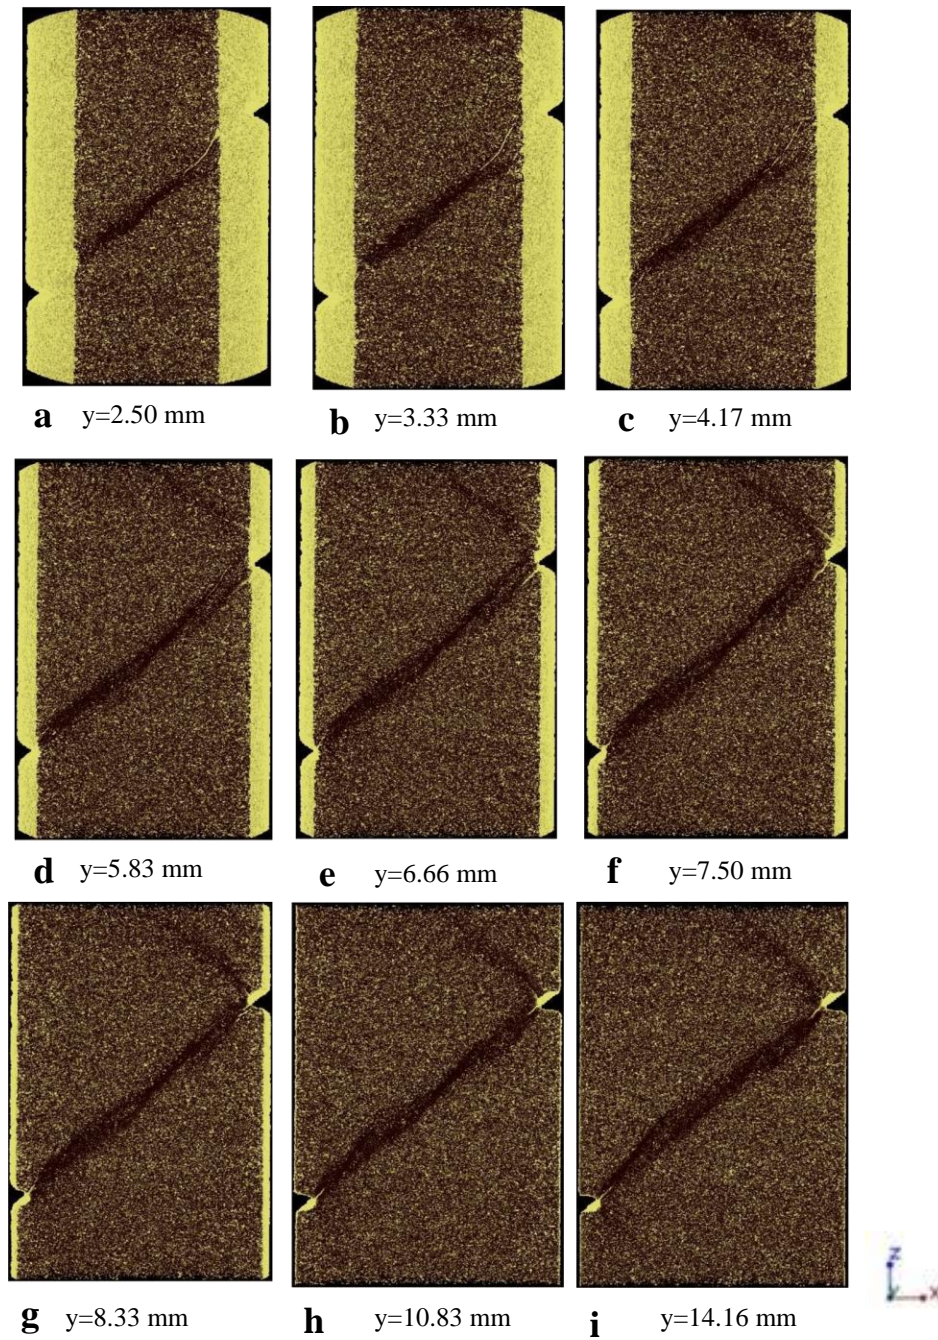 a y=2.50 mm
b y=3.33 mm
c y=4.17 mm
d y=5.83 mm
e y=6.66 mm
f y=7.50 mm
g y=8.33 mm
h y=10.83 mm
i y=14.16 mm
Z
Y X